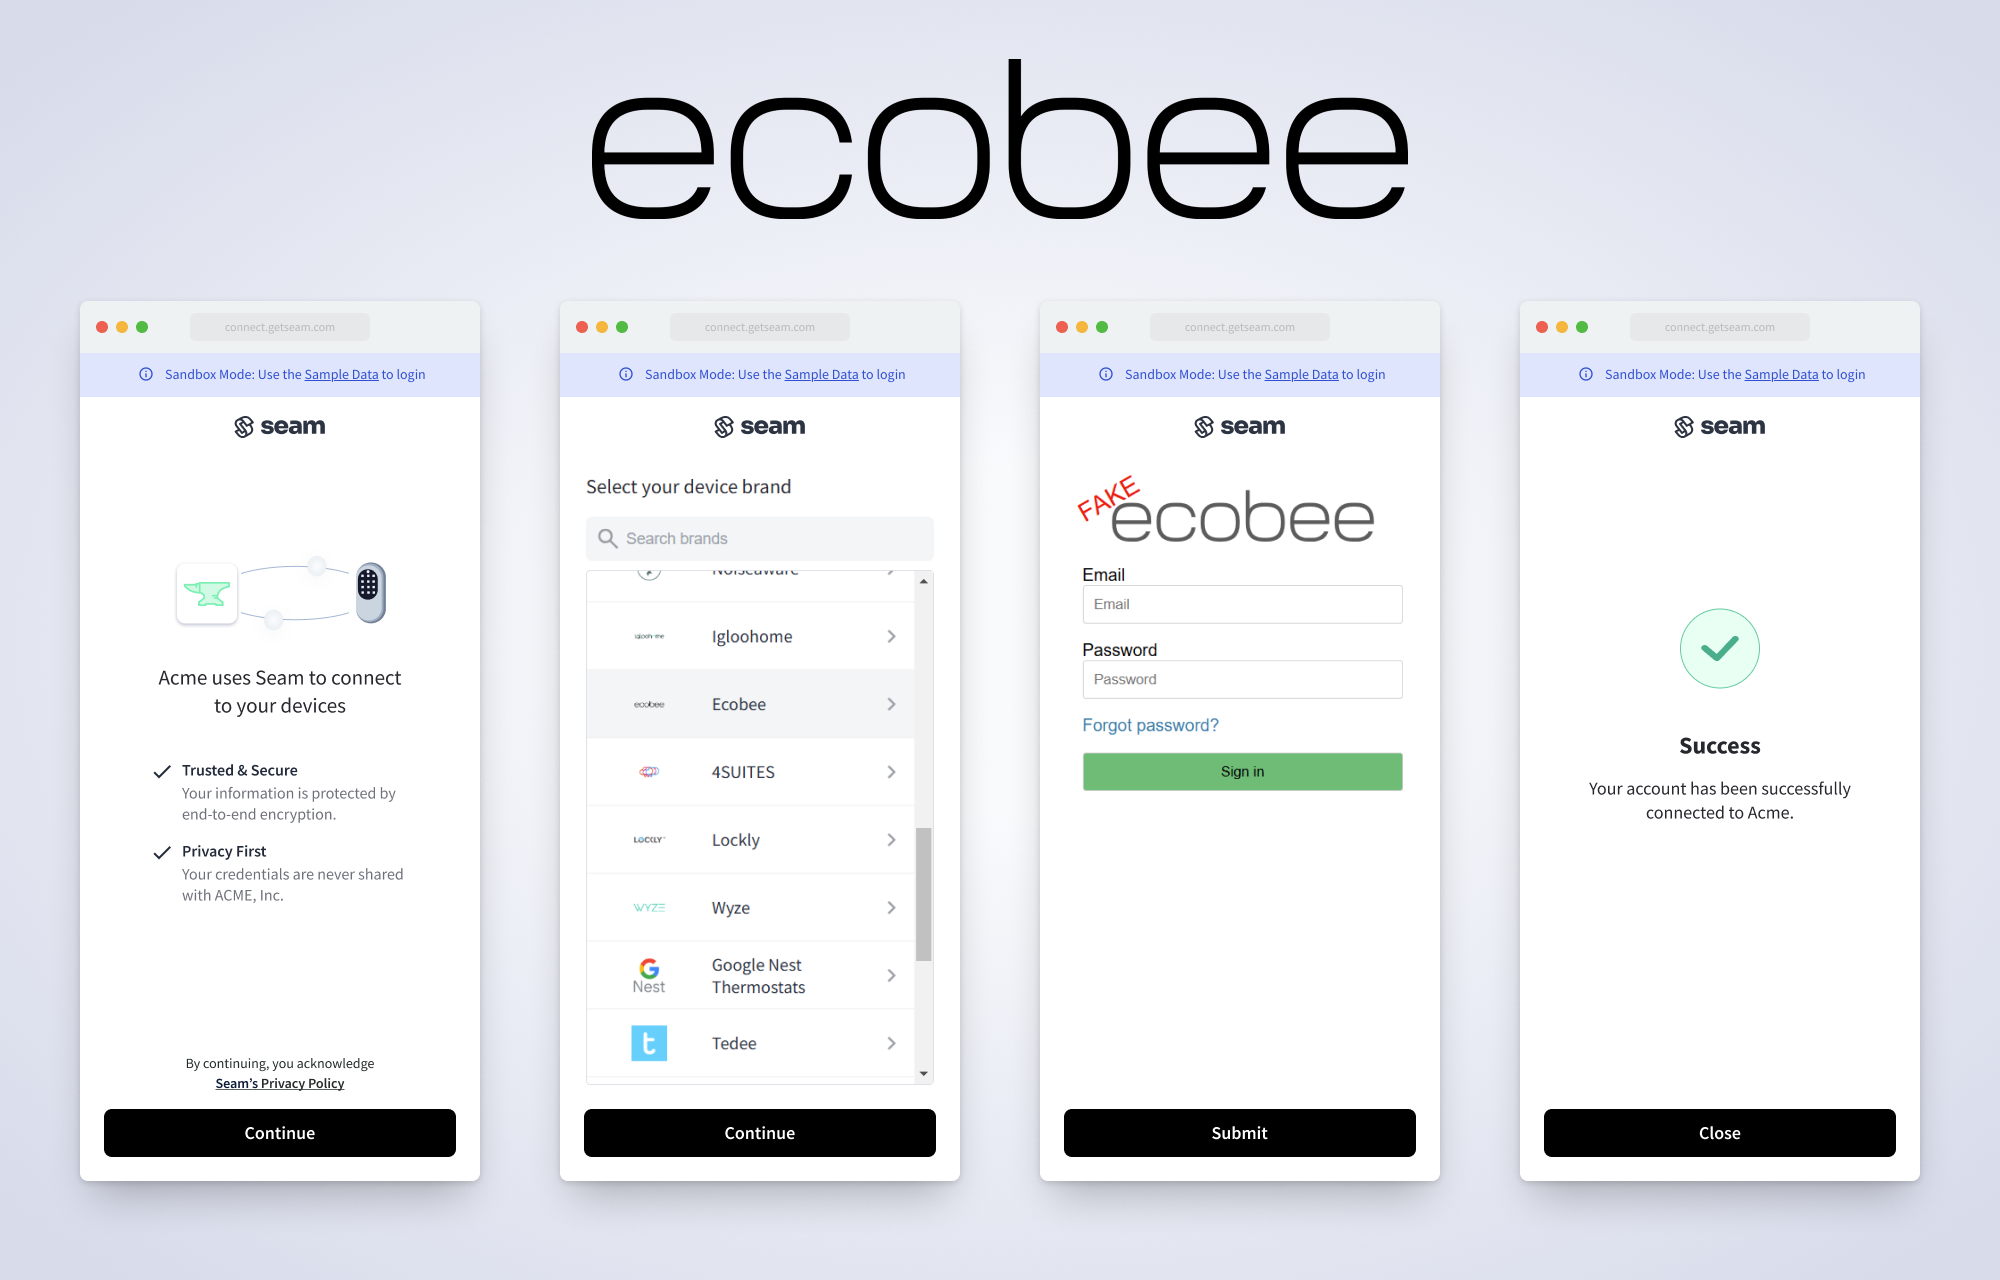 ecobee
connect.getseam.com
Sandbox Mode: Use the Sample Data to login
seam
Acme uses Seam to connect
to your devices
Trusted & Secure
Your information is protected by
end-to-end encryption.
Privacy First
Your credentials are never shared
with ACME, Inc.
By continuing, you acknowledge
Seam's Privacy Policy
Continue
connect.getseam.com
Sandbox Mode: Use the Sample Data to login
seam
Select your device brand
Search brands
Noiseaware
igloohome
Igloohome
ecobee
Ecobee
4SUITES
LOCKLY
Lockly
WYZE
Wyze
G
Nest
Google Nest
Thermostats
t
Tedee
Continue
connect.getseam.com
Sandbox Mode: Use the Sample Data to login
seam
FAKE
ecobee
Email
Email
Password
Password
Forgot password?
Sign in
Submit
connect.getseam.com
Sandbox Mode: Use the Sample Data to login
seam
Success
Your account has been successfully
connected to Acme.
Close